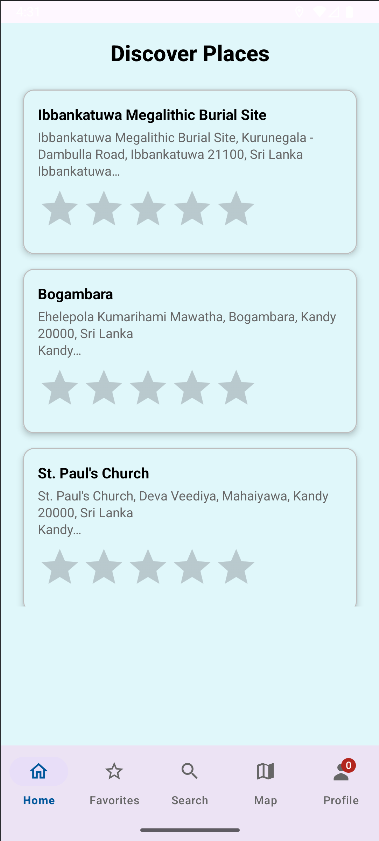 Discover Places
Ibbankatuwa Megalithic Burial Site
Ibbankatuwa Megalithic Burial Site, Kurunegala -
Dambulla Road, Ibbankatuwa 21100, Sri Lanka
Ibbankatuwa…
Bogambara
Ehelepola Kumarihami Mawatha, Bogambara, Kandy
20000, Sri Lanka
Kandy…
St. Paul's Church
St. Paul's Church, Deva Veediya, Mahaiyawa, Kandy
20000, Sri Lanka
Kandy…
0
Home Favorites Search Map Profile